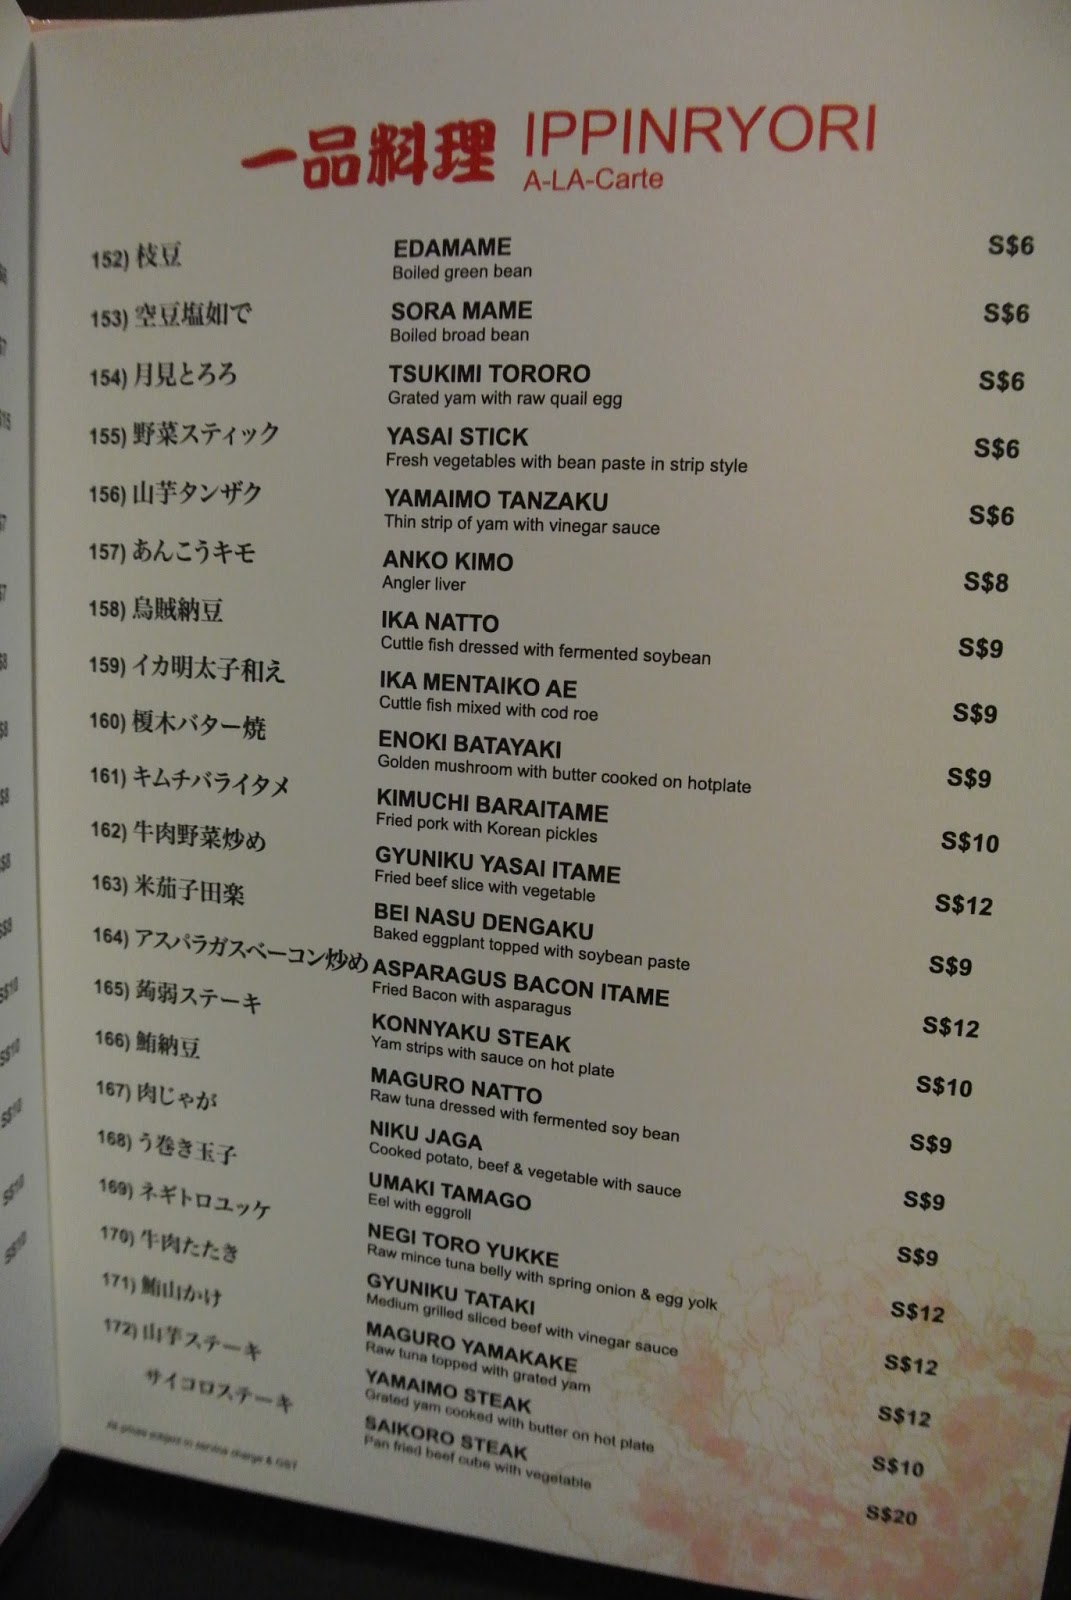 一品料理 IPPINRYORI
A-LA-Carte
152) 枝豆 EDAMAME S$6
Boiled green bean
153) 空豆塩如で SORA MAME S$6
Boiled broad bean
154) 月見とろろ TSUKIMI TORORO S$6
Grated yam with raw quail egg
155) 野菜スティック YASAI STICK S$6
Fresh vegetables with bean paste in strip style
156) 山芋タンザク YAMAIMO TANZAKU S$6
Thin strip of yam with vinegar sauce
157) あんこうキモ ANKO KIMO S$8
Angler liver
158) 烏賊納豆 IKA NATTO S$9
Cuttle fish dressed with fermented soybean
159) イカ明太子和え IKA MENTAIKO AE S$9
Cuttle fish mixed with cod roe
160) 榎木バター焼 ENOKI BATAYAKI S$9
Golden mushroom with butter cooked on hotplate
161) キムチバライタメ KIMUCHI BARAITAME S$10
Fried pork with Korean pickles
162) 牛肉野菜炒め GYUNIKU YASAI ITAME S$12
Fried beef slice with vegetable
163) 米茄子田楽 BEI NASU DENGAKU S$9
Baked eggplant topped with soybean paste
164) アスパラガスベーコン炒め ASPARAGUS BACON ITAME S$12
Fried Bacon with asparagus
165) 蒟弱ステーキ KONNYAKU STEAK S$10
Yam strips with sauce on hot plate
166) 鮪納豆 MAGURO NATTO S$9
Raw tuna dressed with fermented soy bean
167) 肉じゃが NIKU JAGA S$9
Cooked potato, beef & vegetable with sauce
168) う巻き玉子 UMAKI TAMAGO S$9
Eel with eggroll
169) ネギトロユッケ NEGI TORO YUKKE S$12
Raw mince tuna belly with spring onion & egg yolk
170) 牛肉たたき GYUNIKU TATAKI S$12
Medium grilled sliced beef with vinegar sauce
171) 鮪山かけ MAGURO YAMAKAKE S$12
Raw tuna topped with grated yam
172) 山芋ステーキ YAMAIMO STEAK S$10
Grated yam cooked with butter on hot plate
サイコロステーキ SAIKORO STEAK S$20
Pan fried beef cube with vegetable
All prices subject to service charge & GST